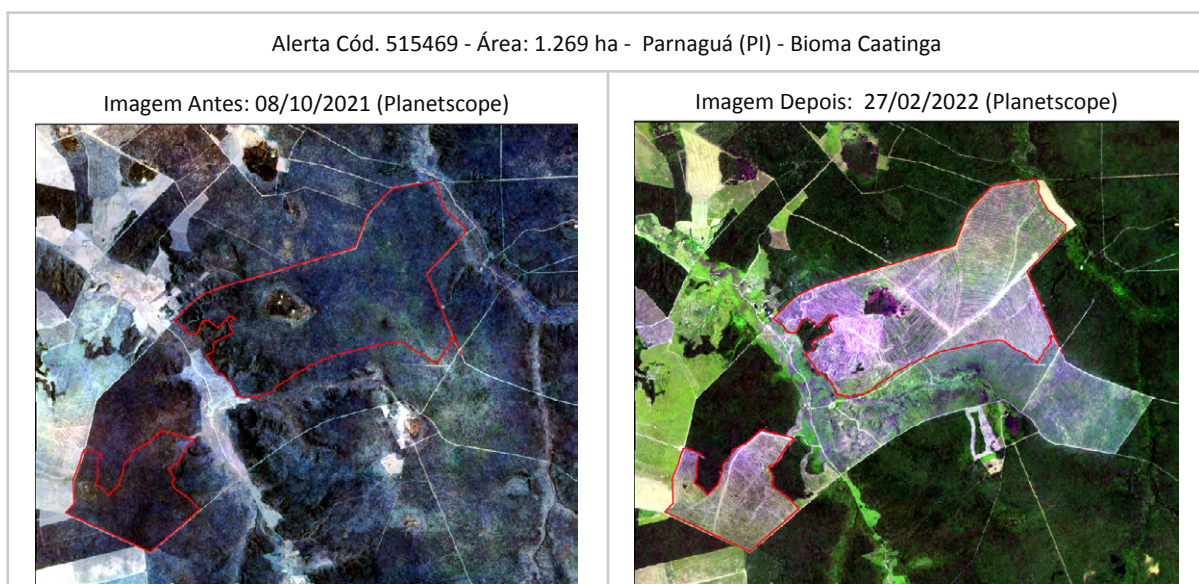 Alerta Cód. 515469 - Área: 1.269 ha - Parnaguá (PI) - Bioma Caatinga
Imagem Antes: 08/10/2021 (Planetscope)
Imagem Depois: 27/02/2022 (Planetscope)